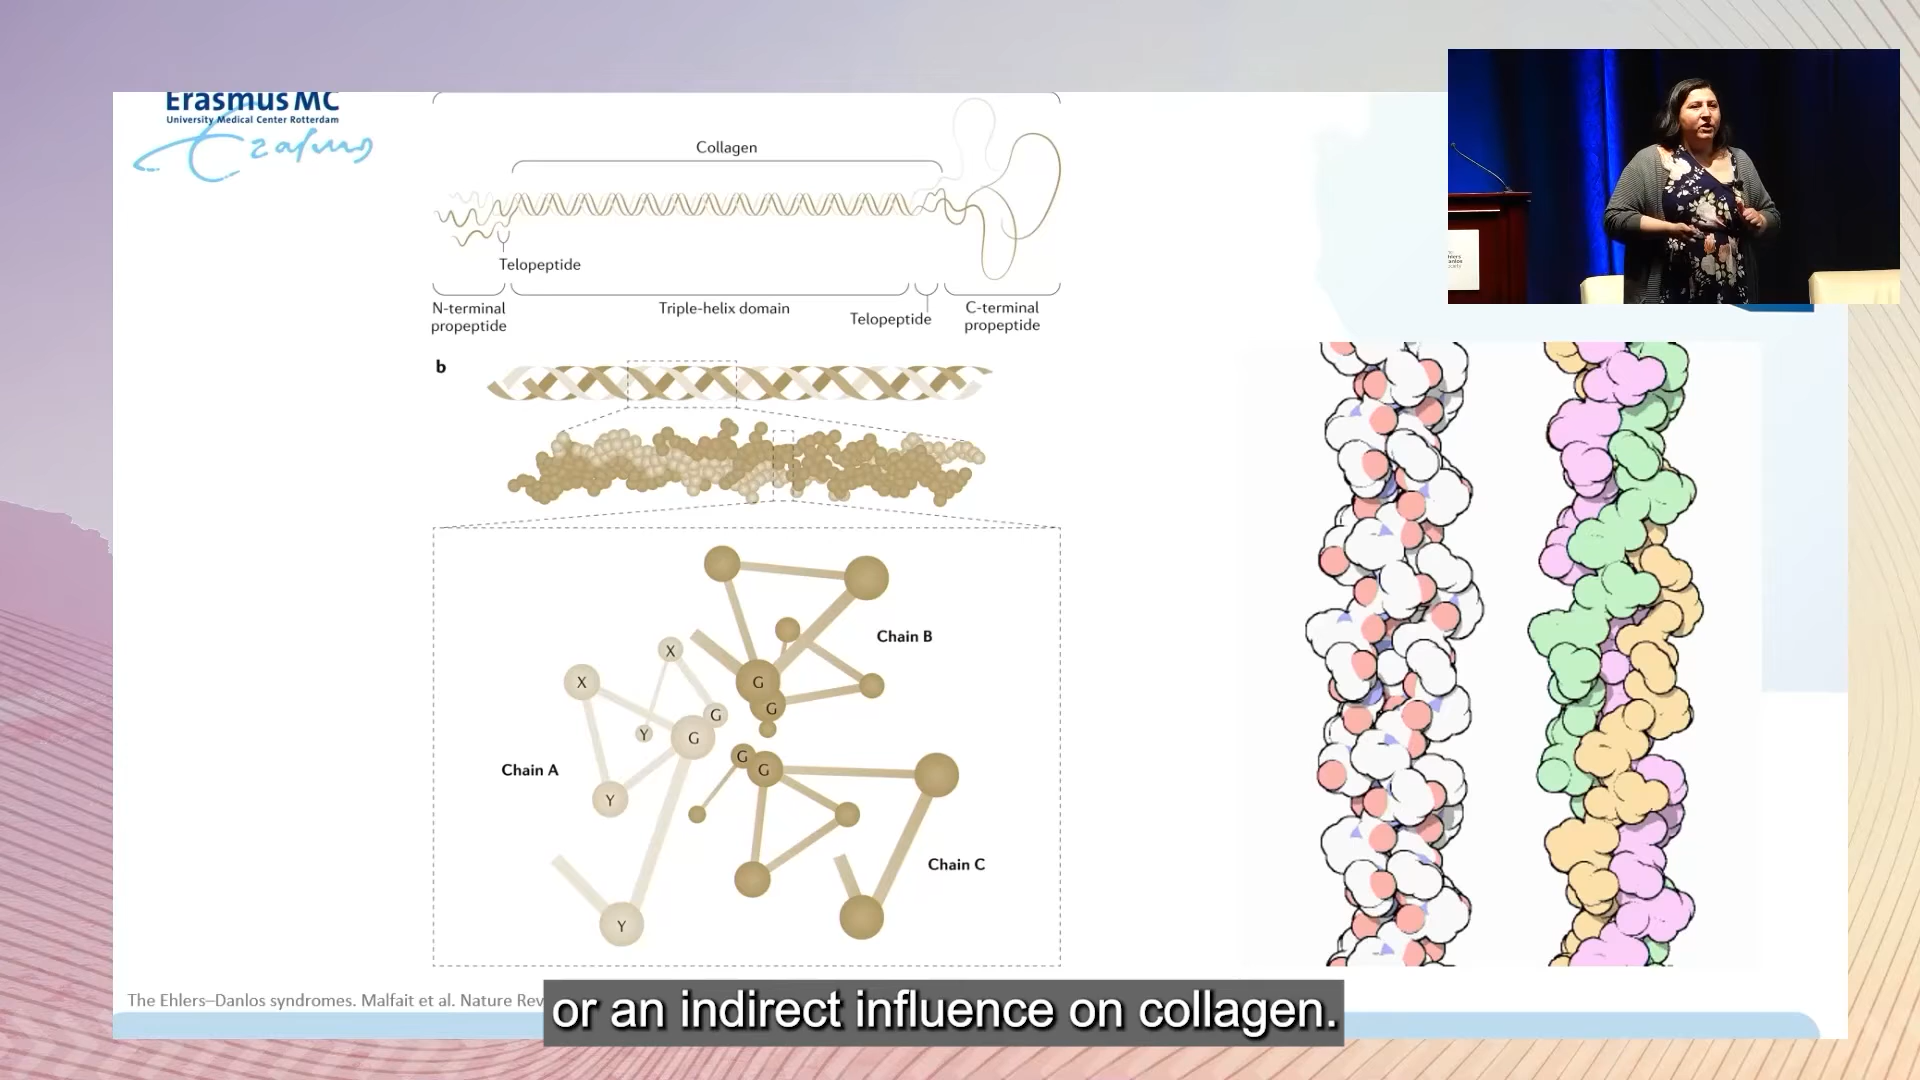 Erasmus MC
University Medical Center Rotterdam
Erasmus
Collagen
Telopeptide
N-terminal
propeptide
Triple-helix domain
Telopeptide
C-terminal
propeptide
b
Chain B
X
X
G
G
G
Y
G
G
G
Chain A
Y
Chain C
Y
The Ehlers–Danlos syndromes. Malfait et al. Nature Rev
or an indirect influence on collagen.